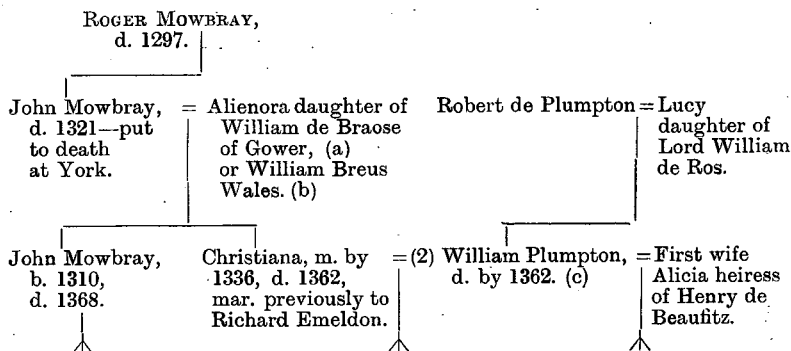 ROGER MOWBRAY,
d. 1297.
John Mowbray,
d. 1321—put
to death
at York.
= Alienora daughter of
William de Braose
of Gower, (a)
or William Breus
Wales. (b)
Robert de Plumpton = Lucy
daughter of
Lord William
de Ros.
John Mowbray,
b. 1310,
d. 1368.
Christiana, m. by
1336, d. 1362,
mar. previously to
Richard Emeldon.
= (2) William Plumpton,
d. by 1362. (c)
= First wife
Alicia heiress
of Henry de
Beaufitz.